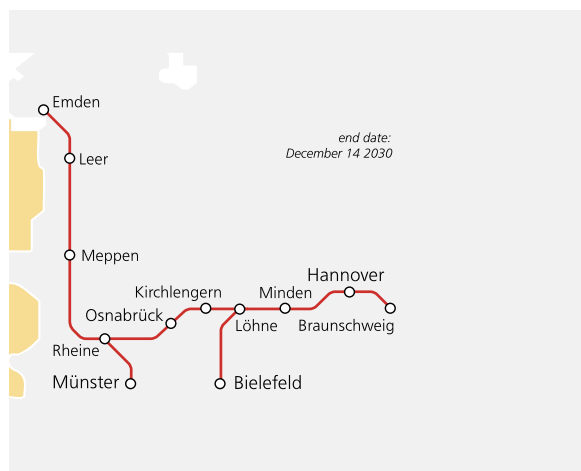 Emden
end date:
December 14 2030
Leer
Meppen
Hannover
Kirchlengern
Minden
Osnabrück
Löhne
Braunschweig
Rheine
Münster
Bielefeld